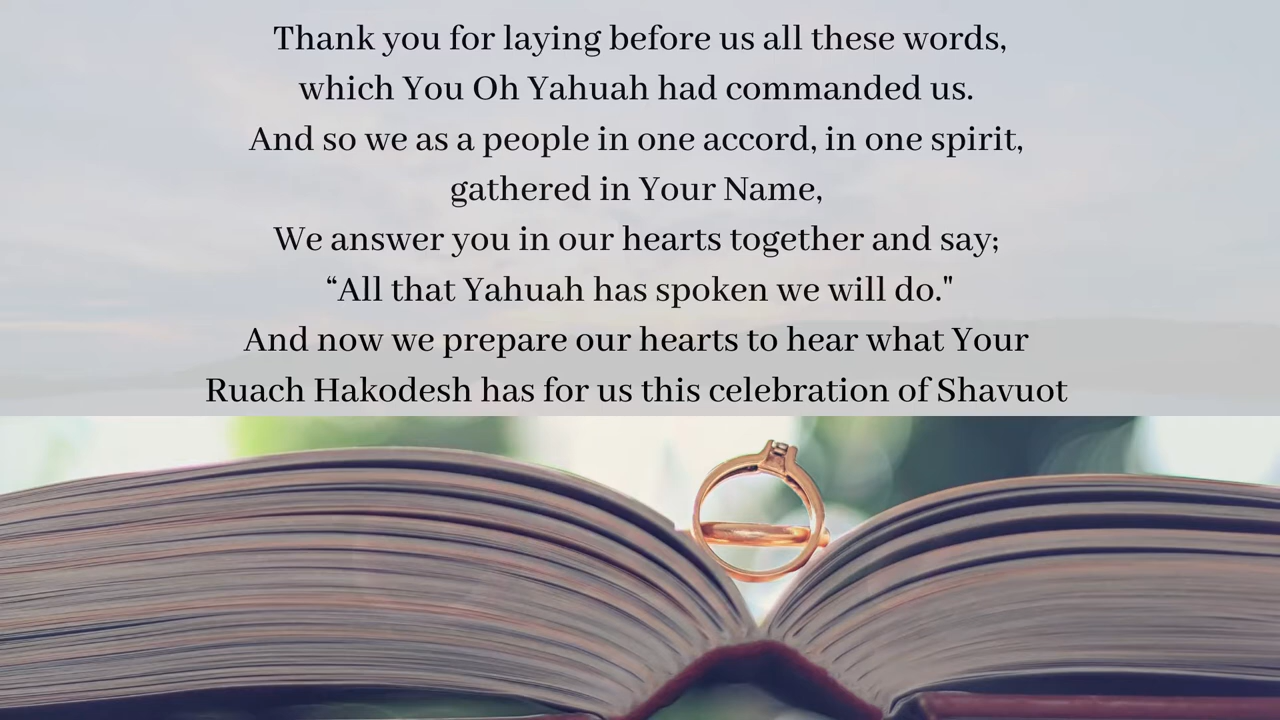 Thank you for laying before us all these words,
which You Oh Yahuah had commanded us.
And so we as a people in one accord, in one spirit,
gathered in Your Name,
We answer you in our hearts together and say;
“All that Yahuah has spoken we will do."
And now we prepare our hearts to hear what Your
Ruach Hakodesh has for us this celebration of Shavuot